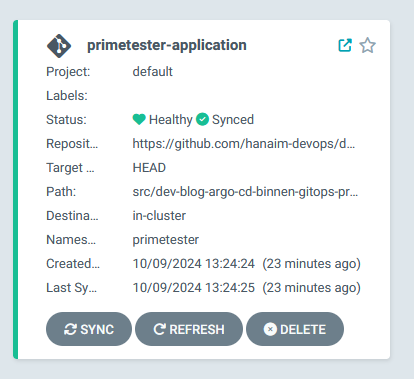 primetester-application
Project: default
Labels:
Status: Healthy Synced
Reposit... https://github.com/hanaim-devops/d...
Target ... HEAD
Path: src/dev-blog-argo-cd-binnen-gitops-pr...
Destina... in-cluster
Names... primetester
Created... 10/09/2024 13:24:24 (23 minutes ago)
Last Sy... 10/09/2024 13:24:25 (23 minutes ago)
SYNC REFRESH DELETE